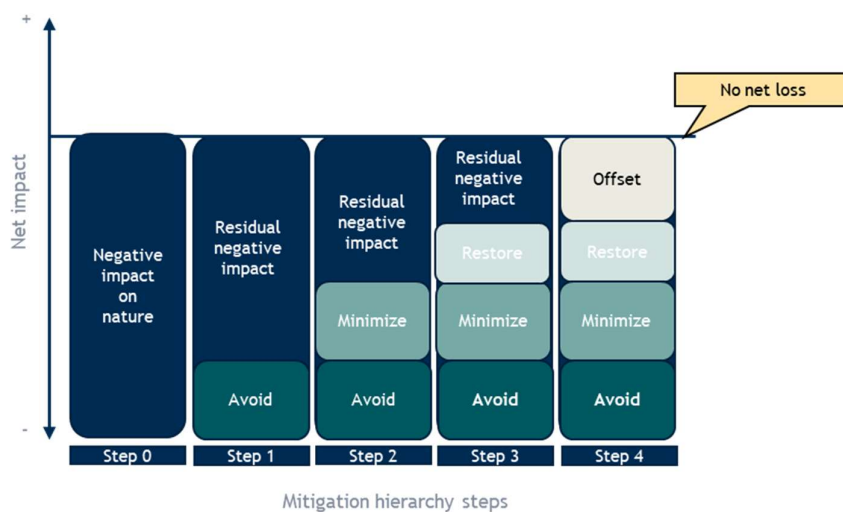 +
No net loss
Net impact
Negative
impact
on
nature
Residual
negative
impact
Avoid
Residual
negative
impact
Minimize
Avoid
Residual
negative
impact
Restore
Minimize
Avoid
Offset
Restore
Minimize
Avoid
-
Step 0
Step 1
Step 2
Step 3
Step 4
Mitigation hierarchy steps